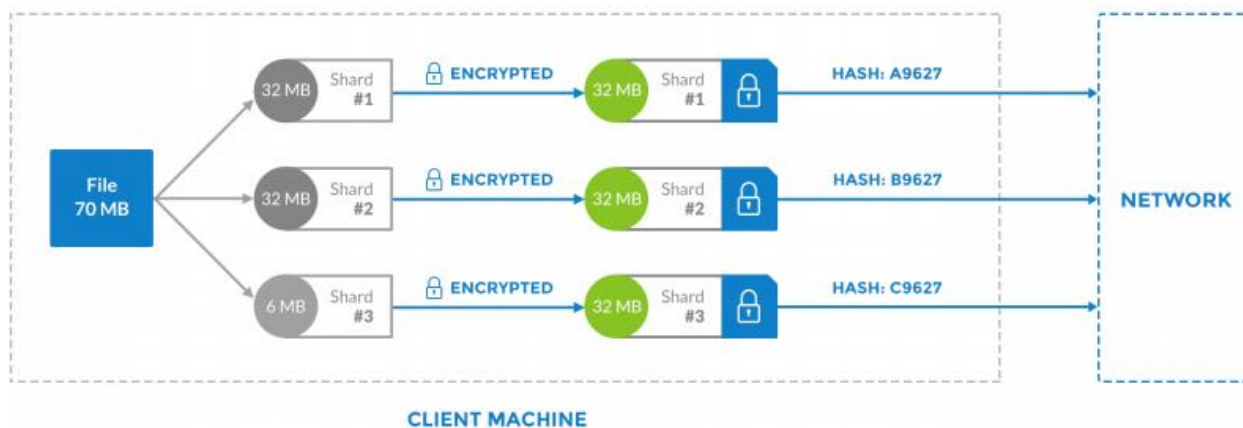 32 MB
Shard
#1
ENCRYPTED
32 MB
Shard
#1
HASH: A9627
File
70 MB
32 MB
Shard
#2
ENCRYPTED
32 MB
Shard
#2
HASH: B9627
NETWORK
6 MB
Shard
#3
ENCRYPTED
32 MB
Shard
#3
HASH: C9627
CLIENT MACHINE